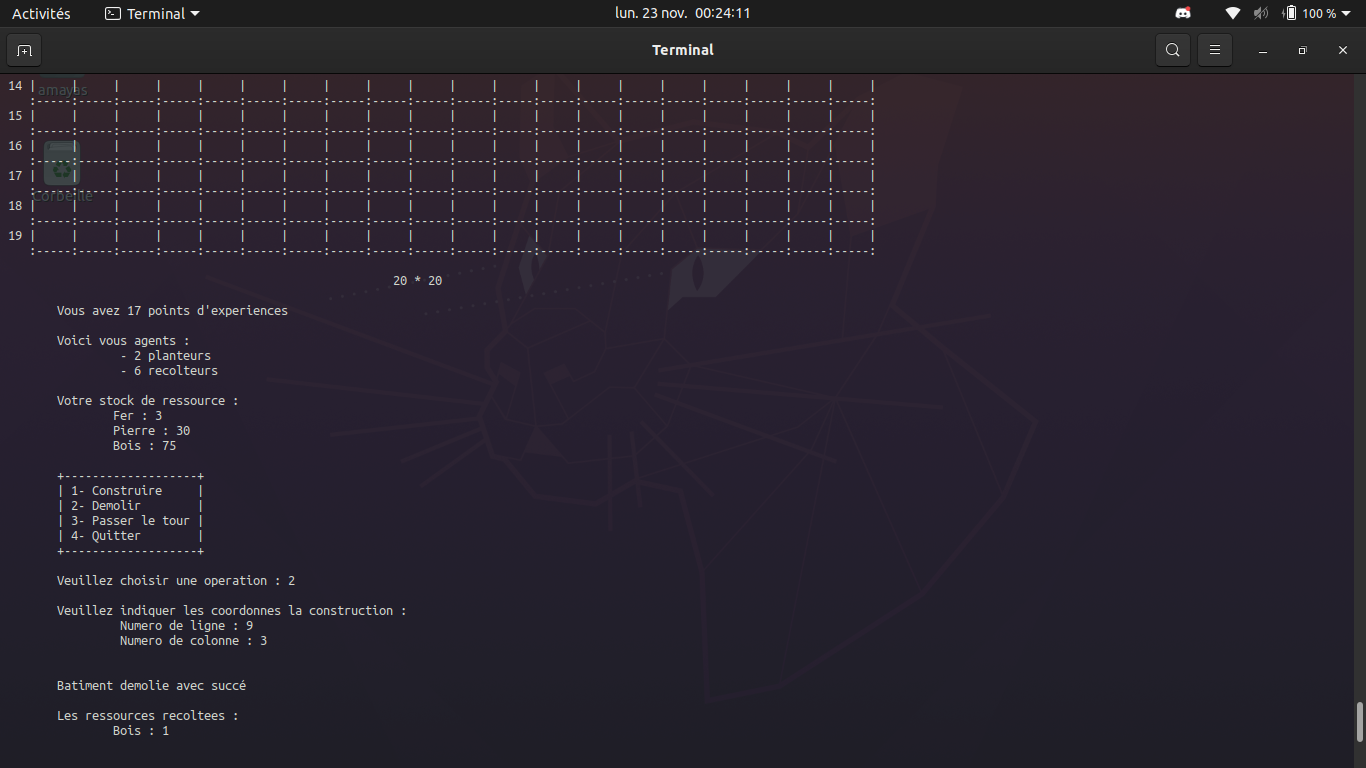 Activités Terminal lun. 23 nov. 00:24:11 100 %
Terminal
14 | | | | | | | | | | | | | | | | | | | | |
amayas
:-----:-----:-----:-----:-----:-----:-----:-----:-----:-----:-----:-----:-----:-----:-----:-----:-----:-----:-----:-----:
15 | | | | | | | | | | | | | | | | | | | | |
:-----:-----:-----:-----:-----:-----:-----:-----:-----:-----:-----:-----:-----:-----:-----:-----:-----:-----:-----:-----:
16 | | | | | | | | | | | | | | | | | | | | |
:-----:-----:-----:-----:-----:-----:-----:-----:-----:-----:-----:-----:-----:-----:-----:-----:-----:-----:-----:-----:
17 | | | | | | | | | | | | | | | | | | | | |
:-----:-----:-----:-----:-----:-----:-----:-----:-----:-----:-----:-----:-----:-----:-----:-----:-----:-----:-----:-----:
Corbeille
18 | | | | | | | | | | | | | | | | | | | | |
:-----:-----:-----:-----:-----:-----:-----:-----:-----:-----:-----:-----:-----:-----:-----:-----:-----:-----:-----:-----:
19 | | | | | | | | | | | | | | | | | | | | |
:-----:-----:-----:-----:-----:-----:-----:-----:-----:-----:-----:-----:-----:-----:-----:-----:-----:-----:-----:-----:
20 * 20
Vous avez 17 points d'experiences
Voici vous agents :
- 2 planteurs
- 6 recolteurs
Votre stock de ressource :
Fer : 3
Pierre : 30
Bois : 75
+-------------------+
| 1- Construire |
| 2- Demolir |
| 3- Passer le tour |
| 4- Quitter |
+-------------------+
Veuillez choisir une operation : 2
Veuillez indiquer les coordonnes la construction :
Numero de ligne : 9
Numero de colonne : 3
Batiment demolie avec succé
Les ressources recoltees :
Bois : 1